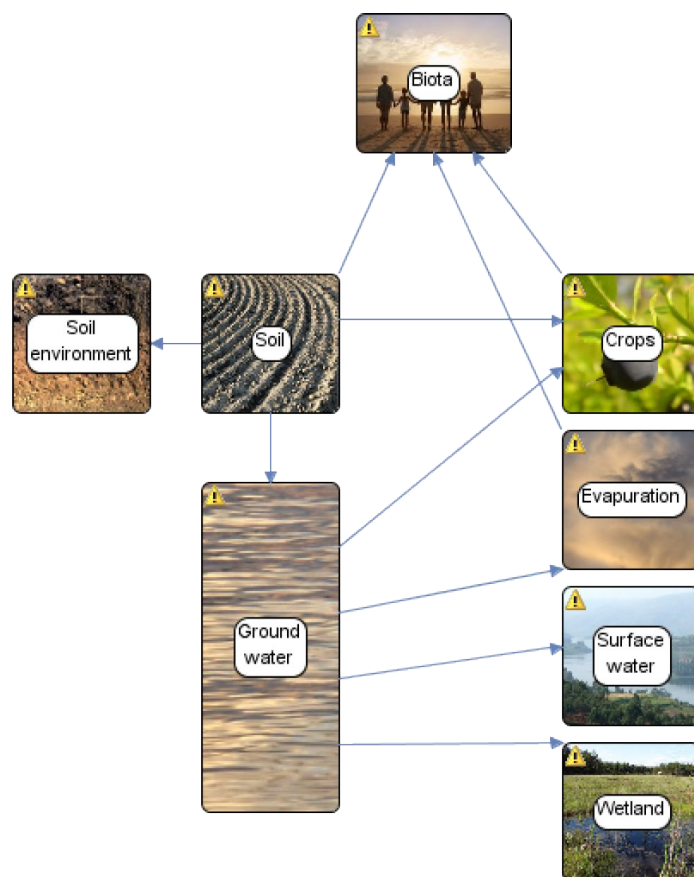 Biota
Soil
environment
Soil
Crops
Evapuration
Ground
water
Surface
water
Wetland